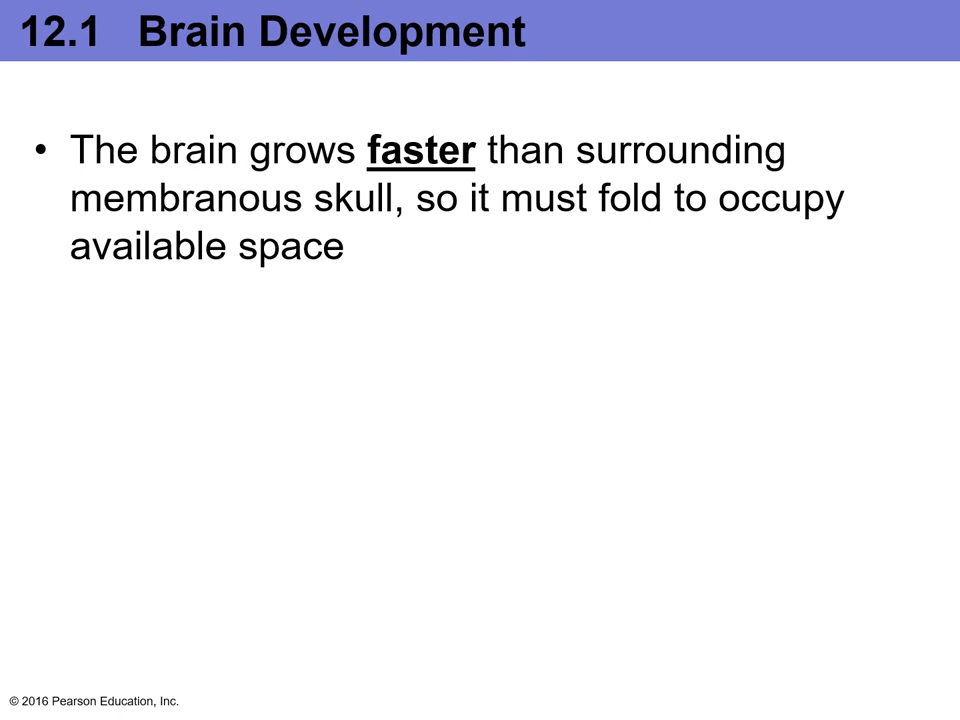 12.1 Brain Development
• The brain grows faster than surrounding
membranous skull, so it must fold to occupy
available space
© 2016 Pearson Education, Inc.